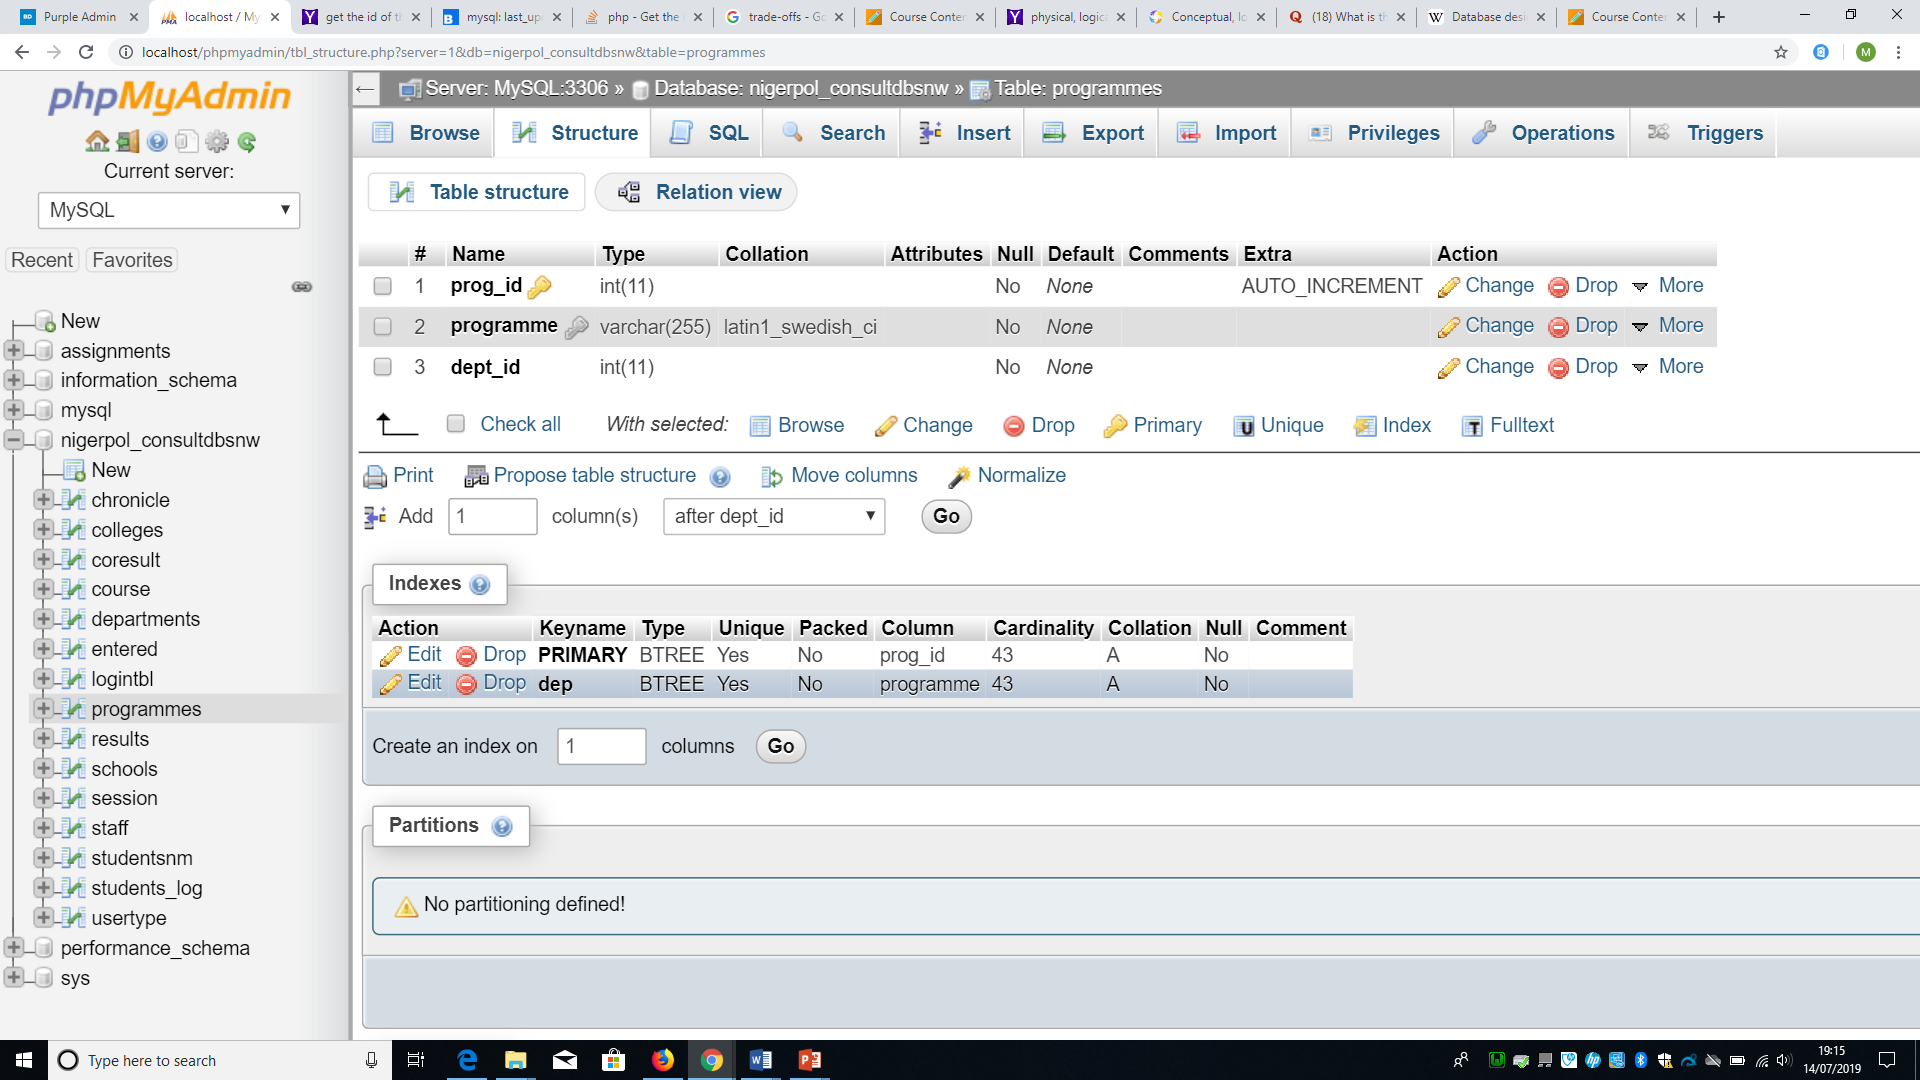 Purple Admin
localhost / My
get the id of t
mysql: last_up
php - Get the
trade-offs - Go
Course Conten
physical, logica
Conceptual, lo
(18) What is th
Database desi
Course Conten
localhost/phpmyadmin/tbl_structure.php?server=1&db=nigerpol_consultdbsnw&table=programmes
M
phpMyAdmin
Current server:
MySQL
Recent Favorites
New
assignments
information_schema
mysql
nigerpol_consultdbsnw
New
chronicle
colleges
coresult
course
departments
entered
logintbl
programmes
results
schools
session
staff
studentsnm
students_log
usertype
performance_schema
sys
Server: MySQL:3306 » Database: nigerpol_consultdbsnw » Table: programmes
Browse Structure SQL Search Insert Export Import Privileges Operations Triggers
Table structure Relation view
# Name Type Collation Attributes Null Default Comments Extra Action
1 prog_id int(11) No None AUTO_INCREMENT Change Drop More
2 programme varchar(255) latin1_swedish_ci No None Change Drop More
3 dept_id int(11) No None Change Drop More
Check all With selected: Browse Change Drop Primary Unique Index Fulltext
Print Propose table structure Move columns Normalize
Add 1 column(s) after dept_id Go
Indexes
Action Keyname Type Unique Packed Column Cardinality Collation Null Comment
Edit Drop PRIMARY BTREE Yes No prog_id 43 A No
Edit Drop dep BTREE Yes No programme 43 A No
Create an index on 1 columns Go
Partitions
No partitioning defined!
Type here to search
19:15
14/07/2019